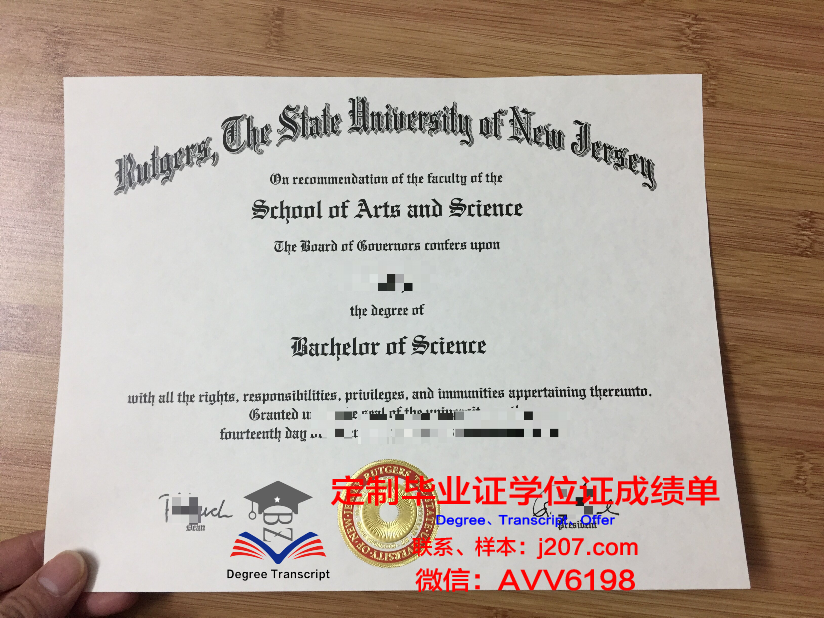 Rutgers, The State University of New Jersey
On recommendation of the faculty of the
School of Arts and Science
The Board of Governors confers upon
the degree of
Bachelor of Science
with all the rights, responsibilities, privileges, and immunities appertaining thereunto.
Granted
fourteenth day
定制毕业证学位证成绩单
Degree、Transcript、Offer
联系、样本：j207.com
微信：AVV6198
Dean
President
BZ
Degree Transcript
RUTGERS